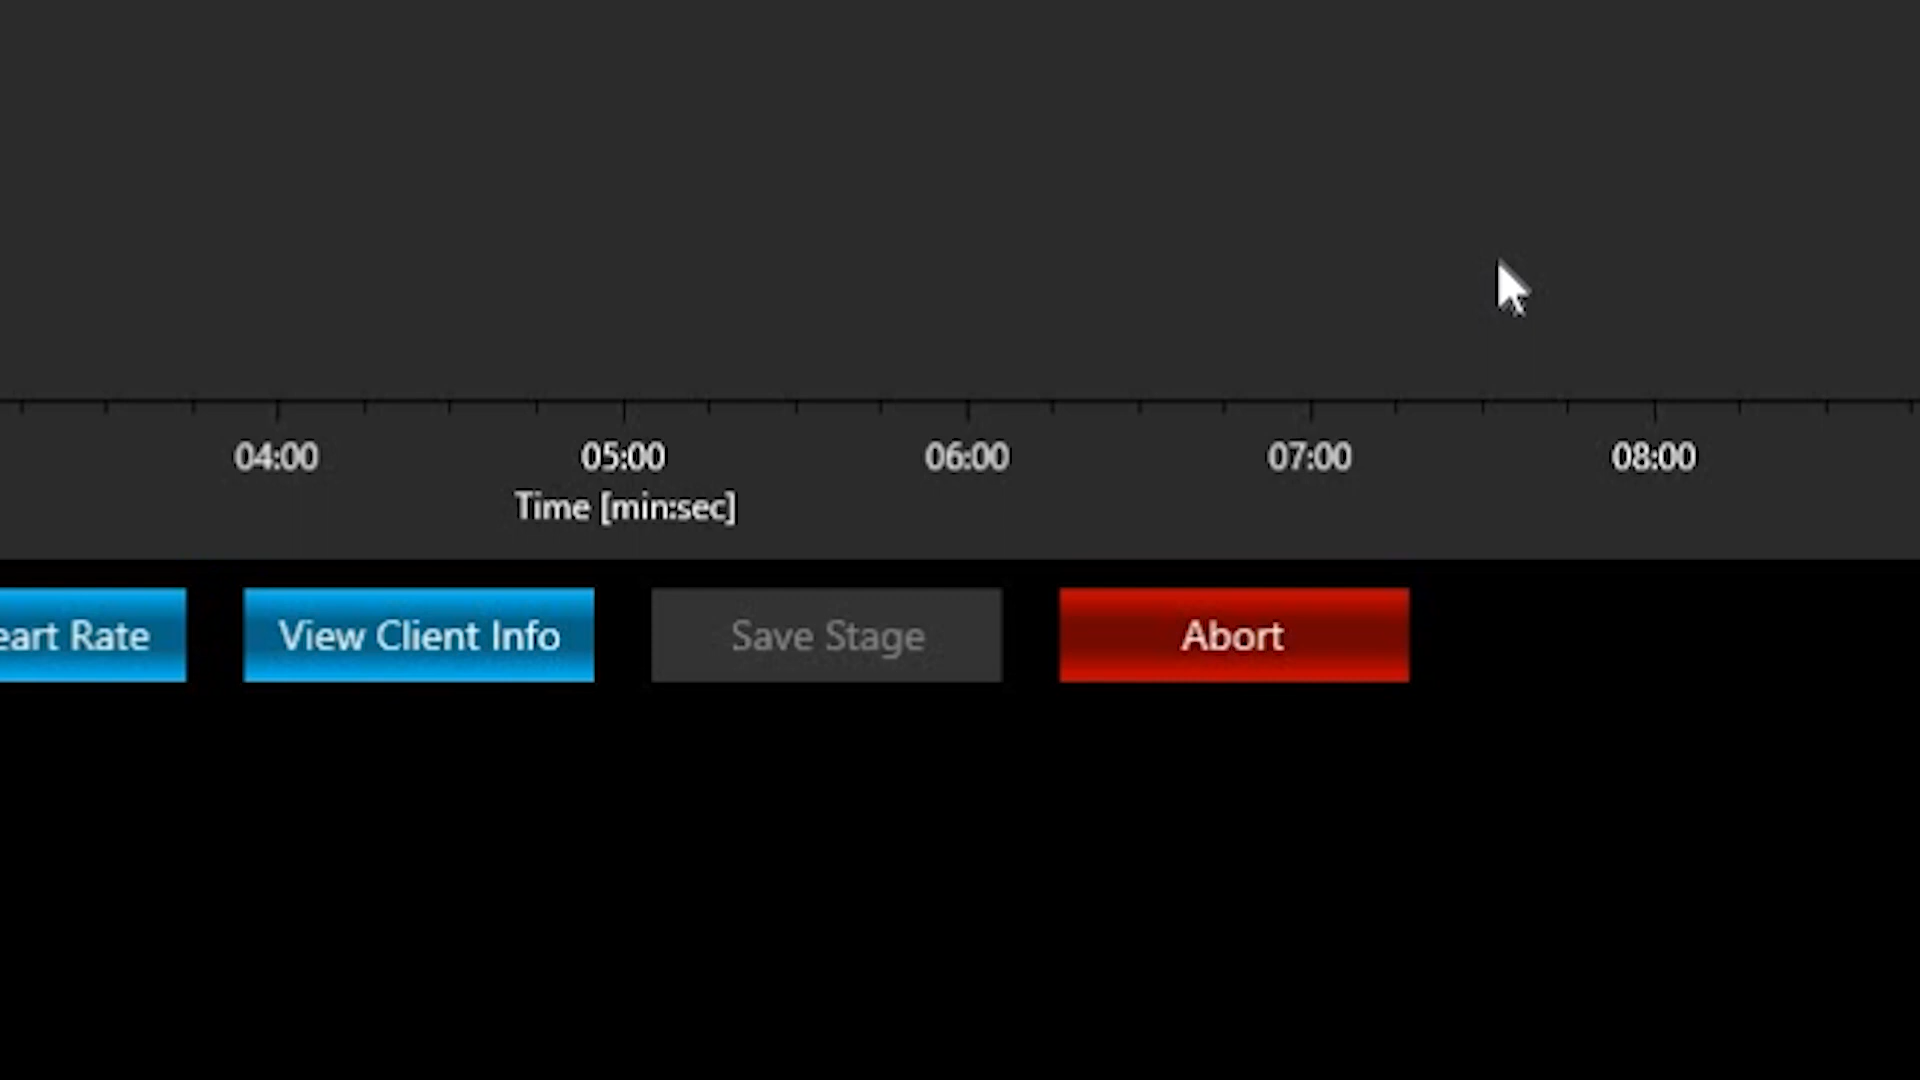 04:00 05:00 06:00 07:00 08:00
Time [min:sec]
eart Rate View Client Info Save Stage Abort